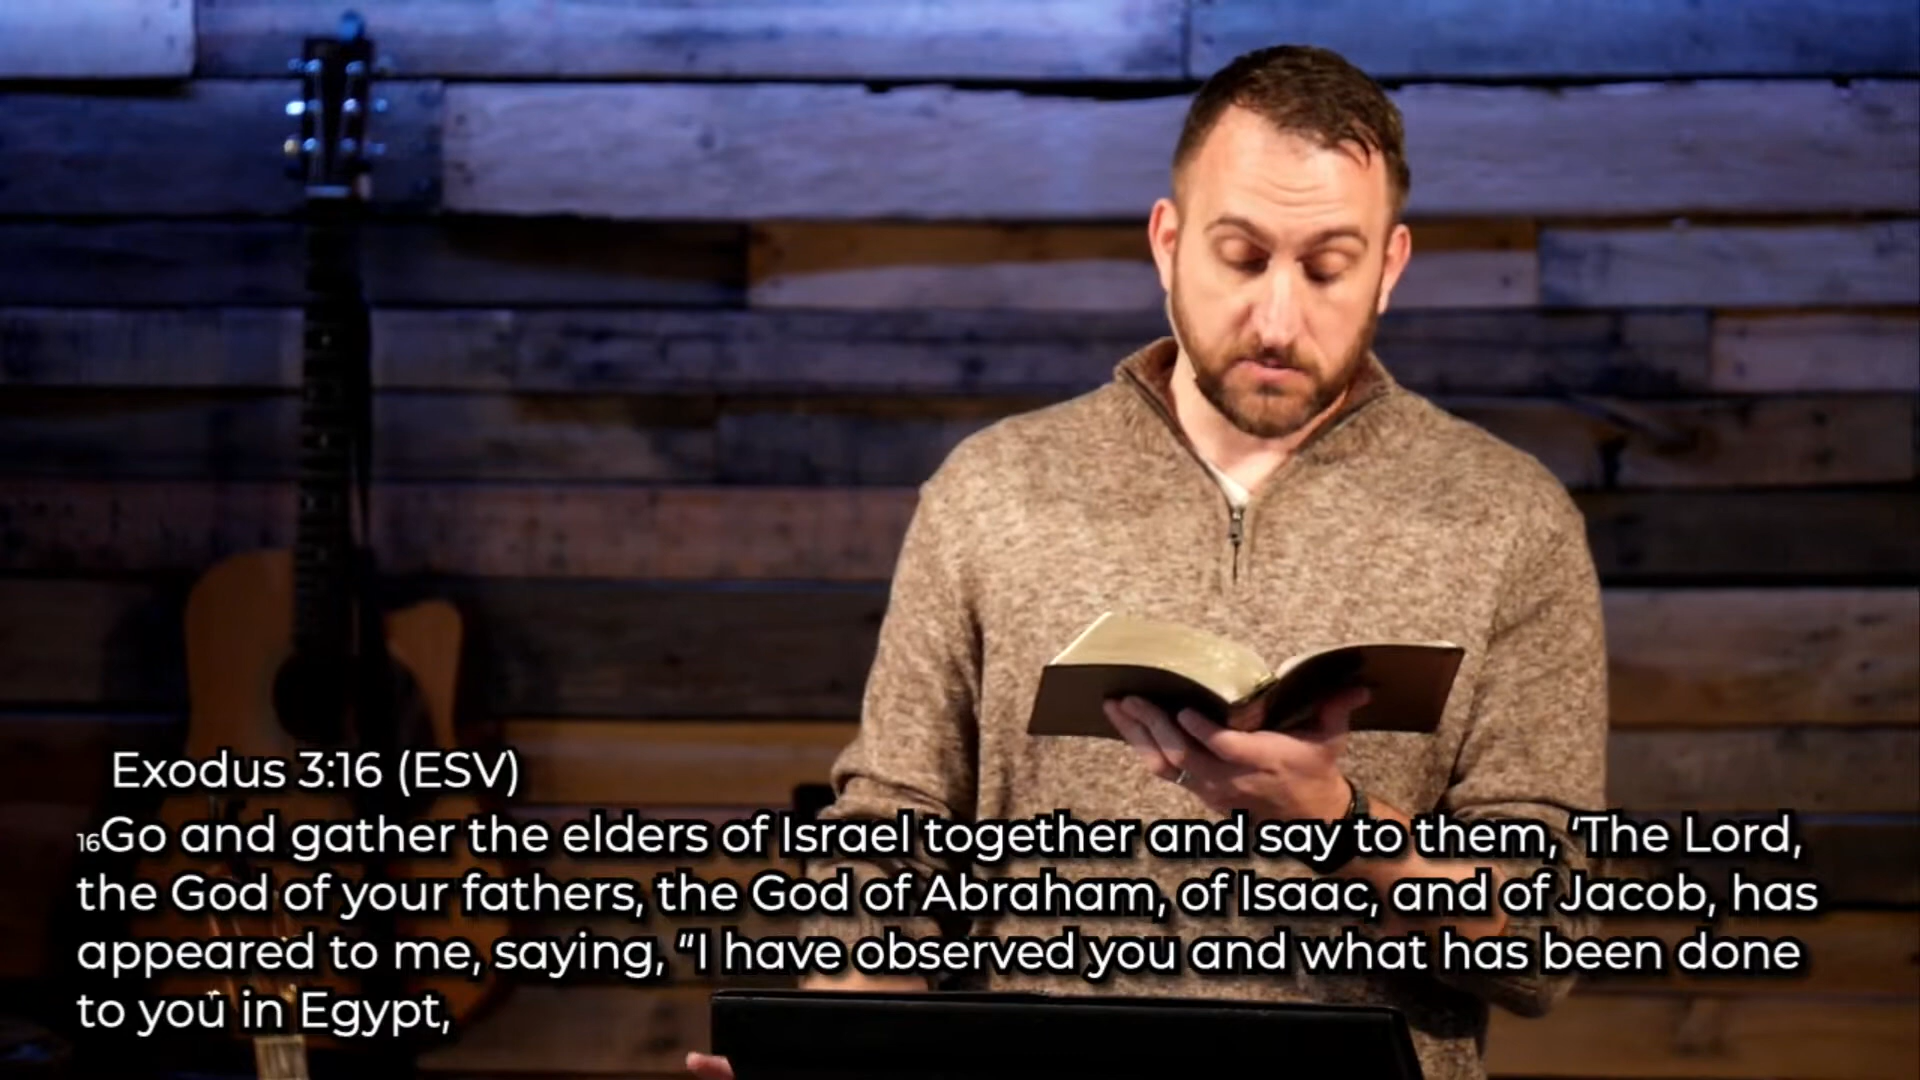 Exodus 3:16 (ESV)
16Go and gather the elders of Israel together and say to them, ‘The Lord,
the God of your fathers, the God of Abraham, of Isaac, and of Jacob, has
appeared to me, saying, “I have observed you and what has been done
to you in Egypt,